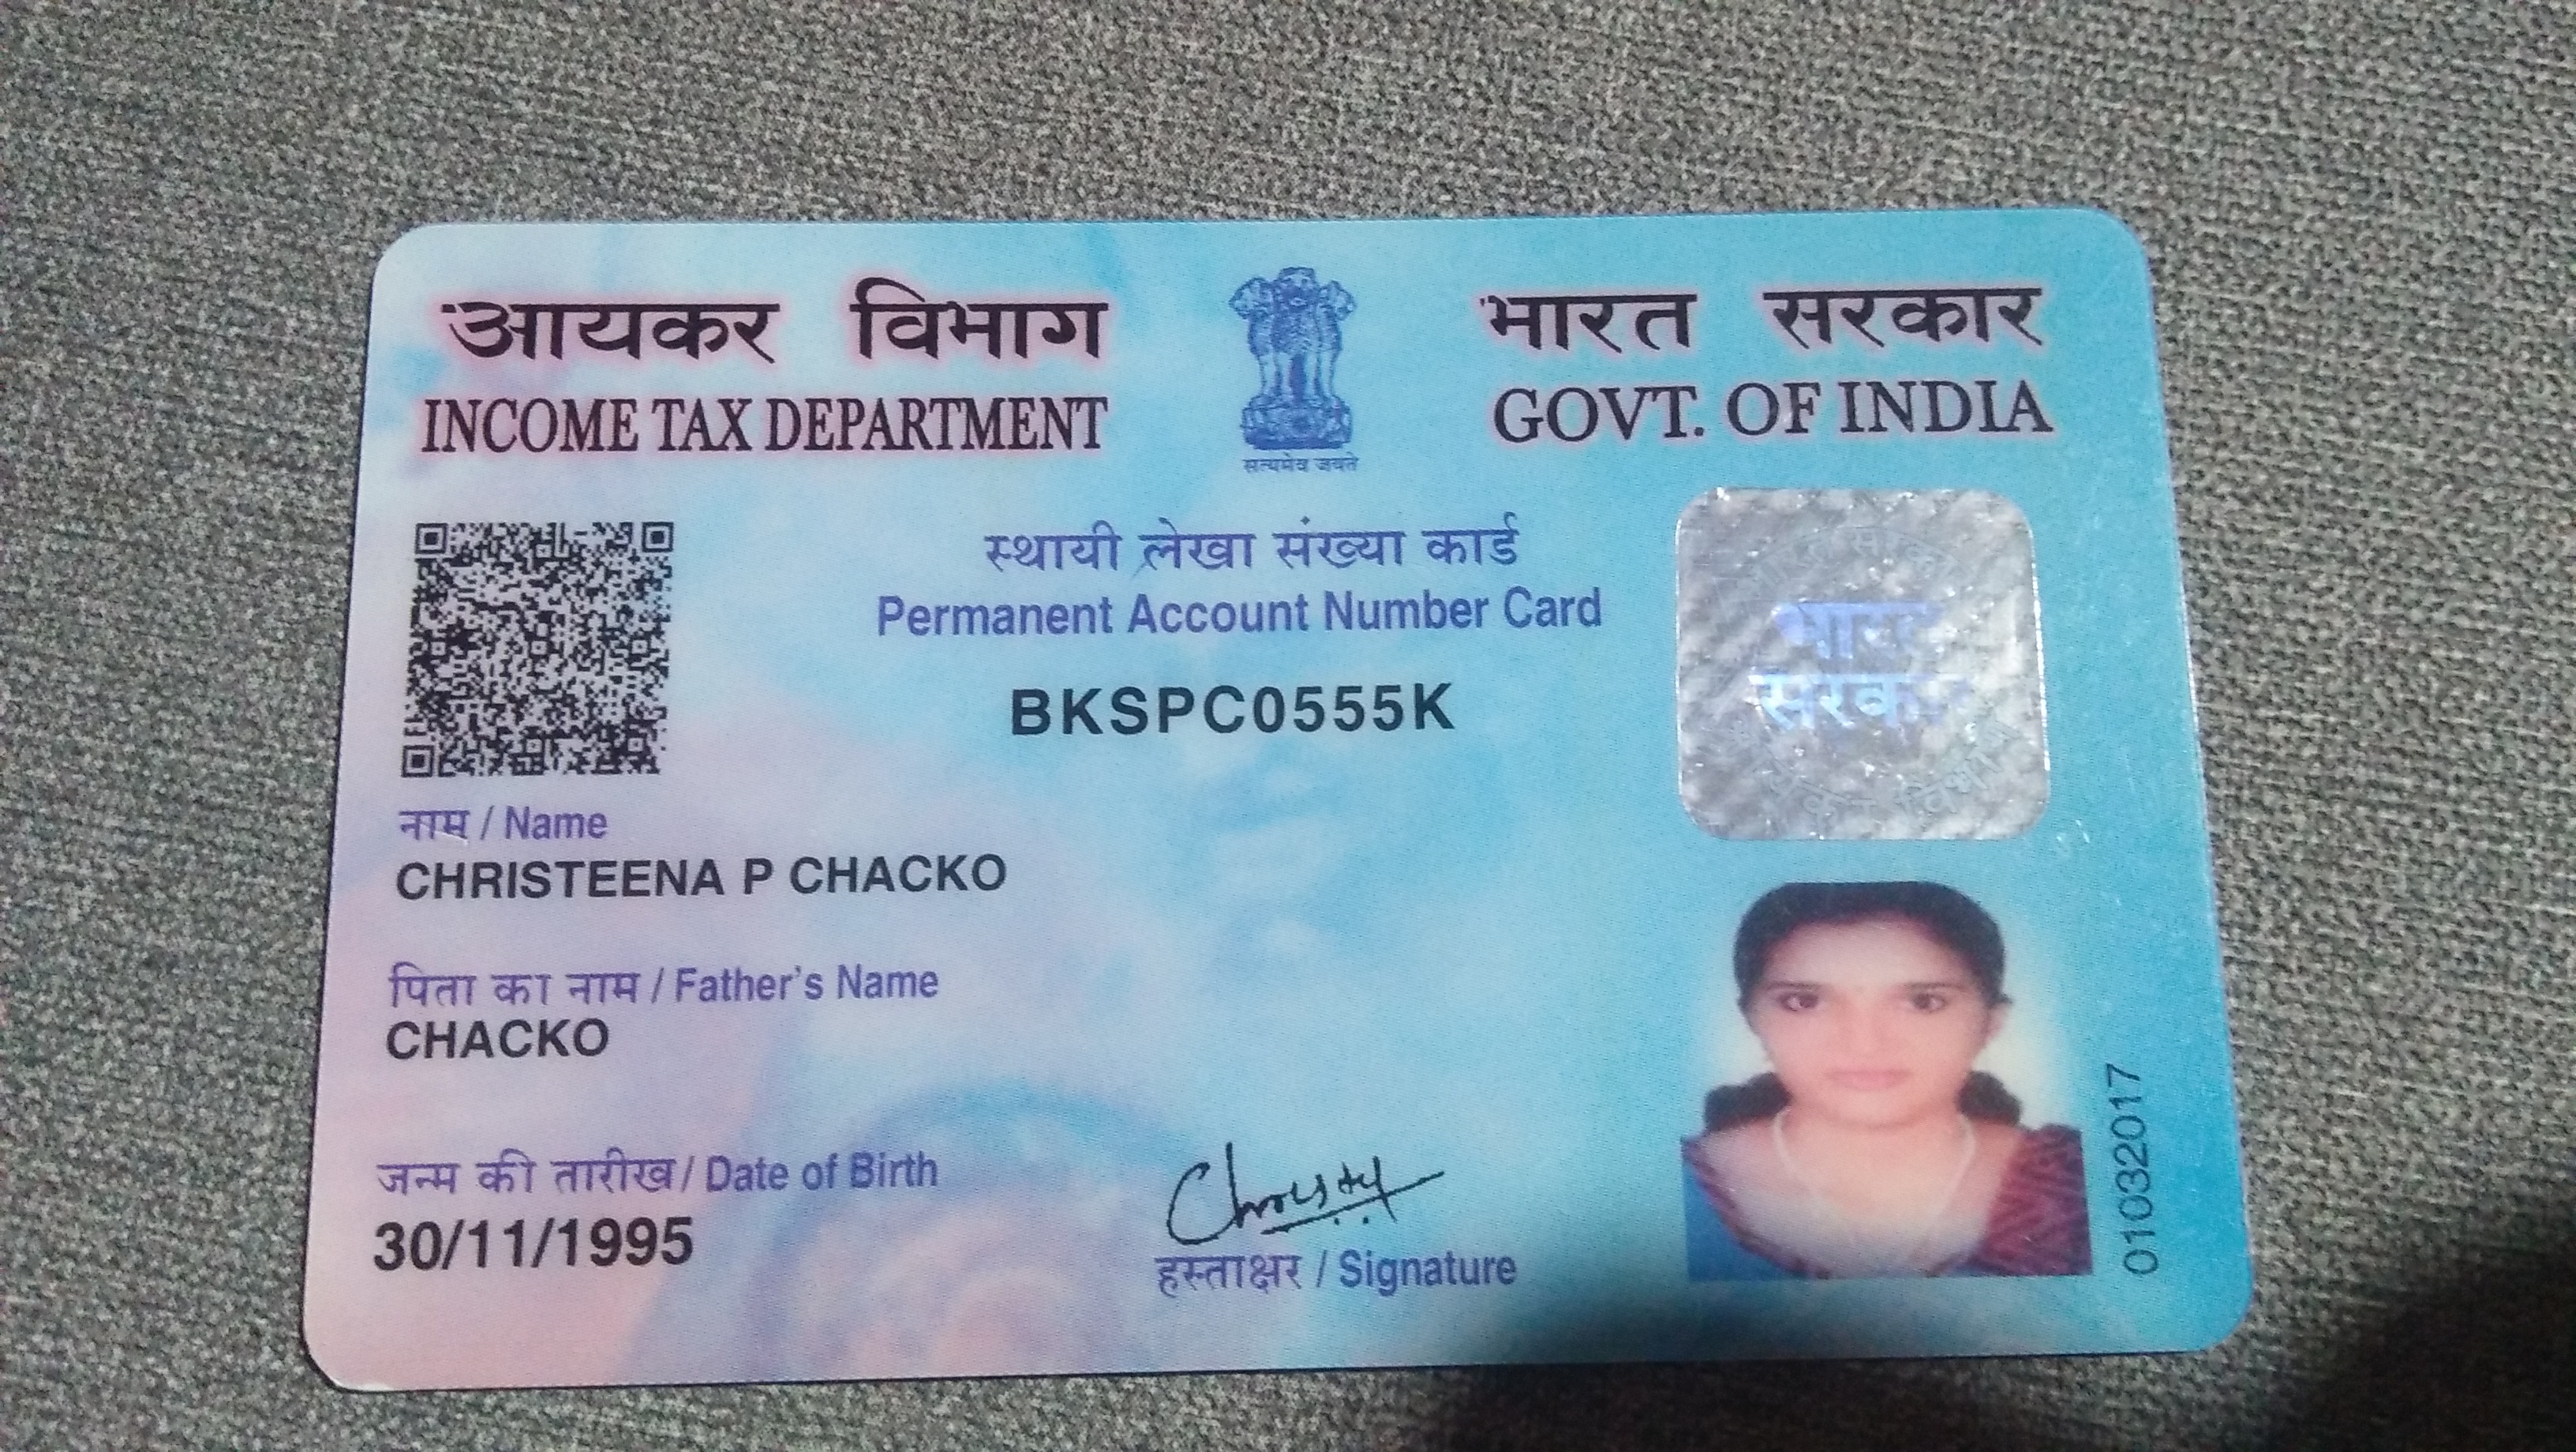 आयकर विभाग
INCOME TAX DEPARTMENT
सत्यमेव जयते
भारत सरकार
GOVT. OF INDIA
स्थायी लेखा संख्या कार्ड
Permanent Account Number Card
BKSPC0555K
भारत
सरकार
नाम / Name
CHRISTEENA P CHACKO
पिता का नाम / Father's Name
CHACKO
जन्म की तारीख / Date of Birth
30/11/1995
Christy
हस्ताक्षर / Signature
01032017